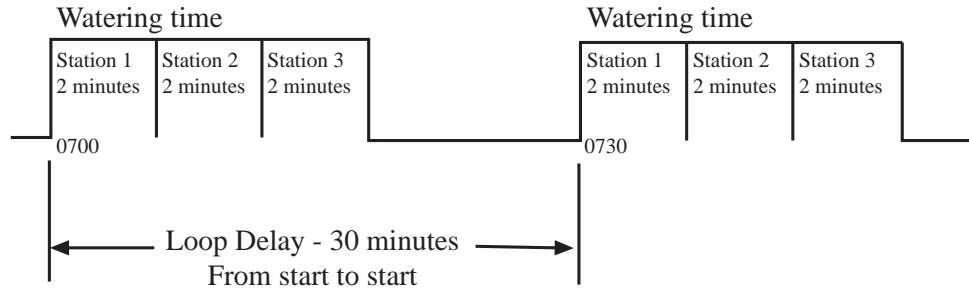 Watering time
Station 1
2 minutes
Station 2
2 minutes
Station 3
2 minutes
0700
Watering time
Station 1
2 minutes
Station 2
2 minutes
Station 3
2 minutes
0730
Loop Delay - 30 minutes
From start to start